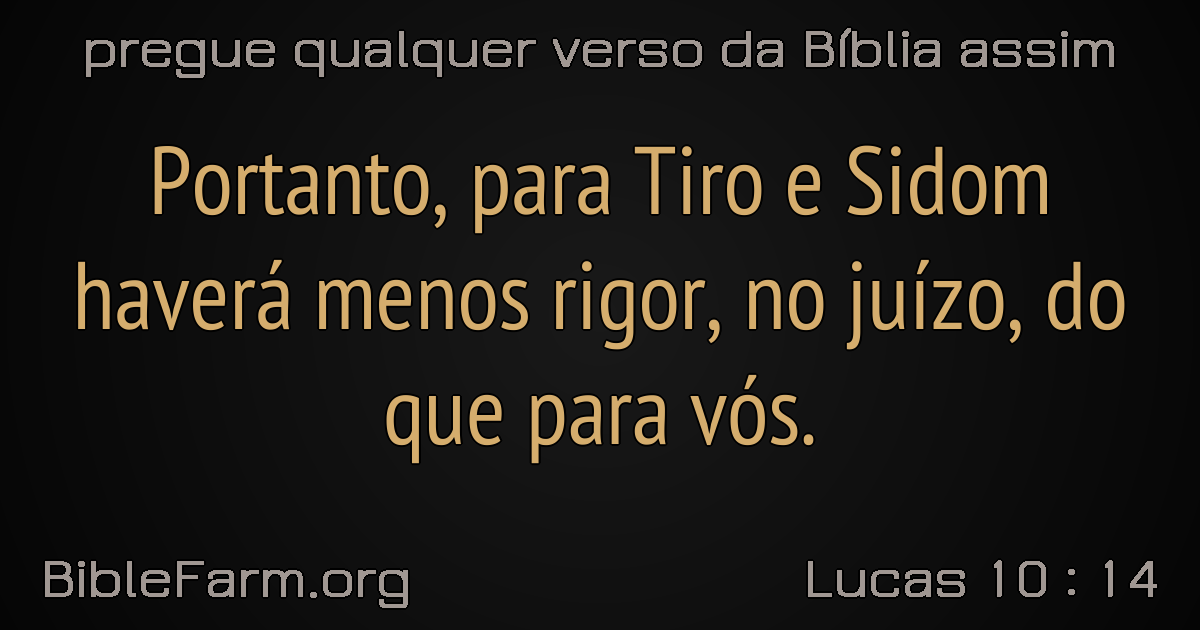 pregue qualquer verso da Bíblia assim
Portanto, para Tiro e Sidom
haverá menos rigor, no juízo, do
que para vós.
BibleFarm.org
Lucas 10 : 14